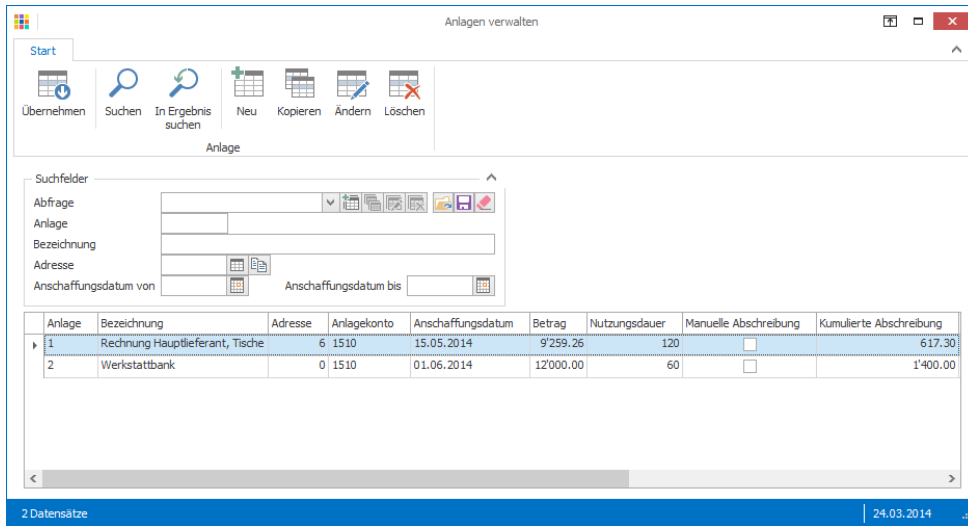 Anlagen verwalten
Start
Übernehmen Suchen In Ergebnis suchen Neu Kopieren Ändern Löschen
Anlage
Suchfelder
Abfrage
Anlage
Bezeichnung
Adresse
Anschaffungsdatum von Anschaffungsdatum bis
Anlage Bezeichnung Adresse Anlagekonto Anschaffungsdatum Betrag Nutzungsdauer Manuelle Abschreibung Kumulierte Abschreibung
1 Rechnung Hauptlieferant, Tische 6 1510 15.05.2014 9'259.26 120 617.30
2 Werkstattbank 0 1510 01.06.2014 12'000.00 60 1'400.00
2 Datensätze 24.03.2014